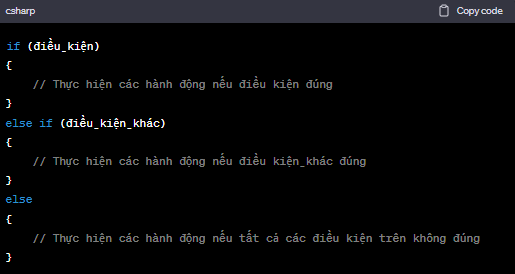 csharp
Copy code
if (điều_kiện)
{
// Thực hiện các hành động nếu điều kiện đúng
}
else if (điều_kiện_khác)
{
// Thực hiện các hành động nếu điều kiện_khác đúng
}
else
{
// Thực hiện các hành động nếu tất cả các điều kiện trên không đúng
}